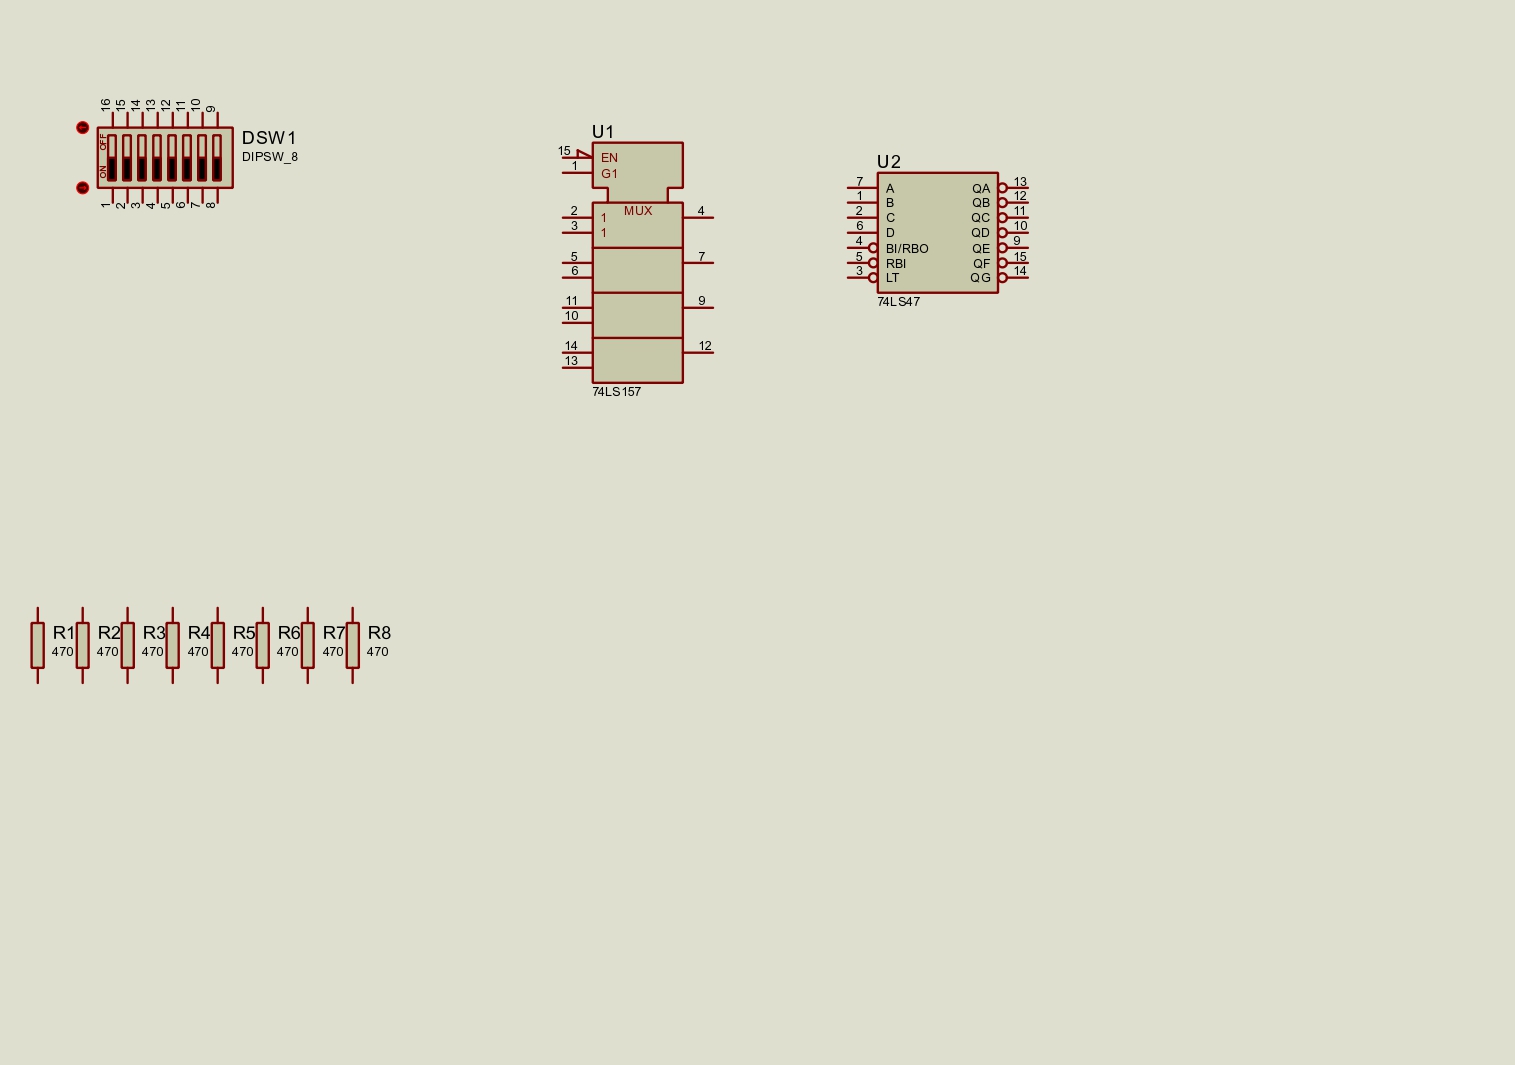 16 15 14 13 12 11 10 9
OFF
ON
1 2 3 4 5 6 7 8
DSW1
DIPSW_8
U1
15 EN
1 G1
MUX
2 1 4
3 1
5 7
6
11 9
10
14 12
13
74LS157
U2
7 A QA 13
1 B QB 12
2 C QC 11
6 D QD 10
4 BI/RBO QE 9
5 RBI QF 15
3 LT QG 14
74LS47
R1 R2 R3 R4 R5 R6 R7 R8
470 470 470 470 470 470 470 470